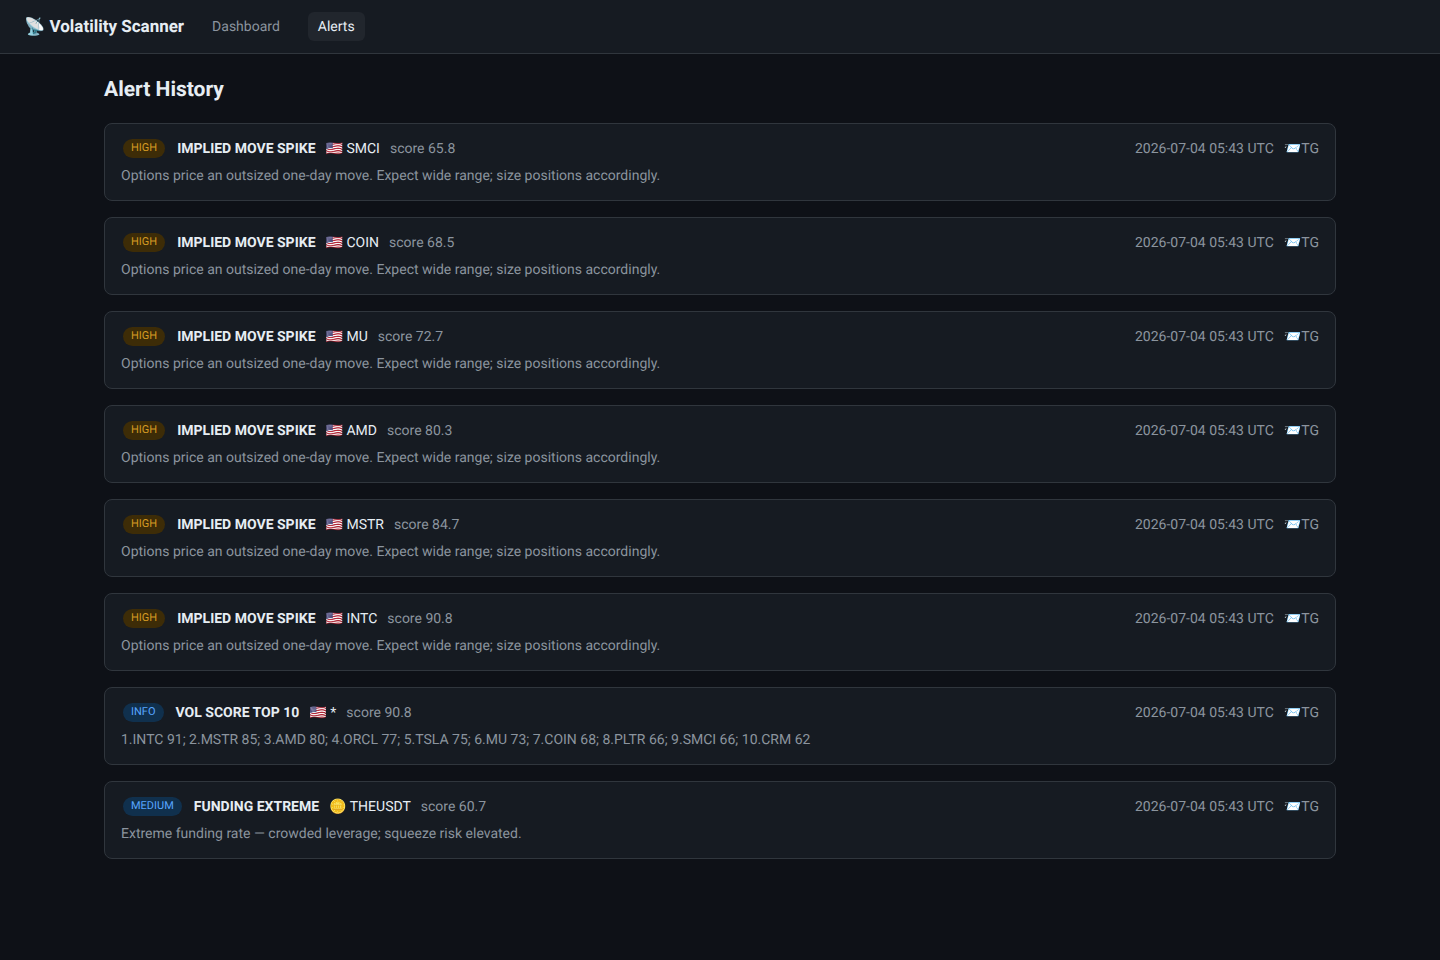 📡 Volatility Scanner Dashboard Alerts
Alert History
HIGH IMPLIED MOVE SPIKE 🇺🇸 SMCI score 65.8 2026-07-04 05:43 UTC 📨TG
Options price an outsized one-day move. Expect wide range; size positions accordingly.
HIGH IMPLIED MOVE SPIKE 🇺🇸 COIN score 68.5 2026-07-04 05:43 UTC 📨TG
Options price an outsized one-day move. Expect wide range; size positions accordingly.
HIGH IMPLIED MOVE SPIKE 🇺🇸 MU score 72.7 2026-07-04 05:43 UTC 📨TG
Options price an outsized one-day move. Expect wide range; size positions accordingly.
HIGH IMPLIED MOVE SPIKE 🇺🇸 AMD score 80.3 2026-07-04 05:43 UTC 📨TG
Options price an outsized one-day move. Expect wide range; size positions accordingly.
HIGH IMPLIED MOVE SPIKE 🇺🇸 MSTR score 84.7 2026-07-04 05:43 UTC 📨TG
Options price an outsized one-day move. Expect wide range; size positions accordingly.
HIGH IMPLIED MOVE SPIKE 🇺🇸 INTC score 90.8 2026-07-04 05:43 UTC 📨TG
Options price an outsized one-day move. Expect wide range; size positions accordingly.
INFO VOL SCORE TOP 10 🇺🇸 * score 90.8 2026-07-04 05:43 UTC 📨TG
1.INTC 91; 2.MSTR 85; 3.AMD 80; 4.ORCL 77; 5.TSLA 75; 6.MU 73; 7.COIN 68; 8.PLTR 66; 9.SMCI 66; 10.CRM 62
MEDIUM FUNDING EXTREME 🪙 THEUSDT score 60.7 2026-07-04 05:43 UTC 📨TG
Extreme funding rate — crowded leverage; squeeze risk elevated.